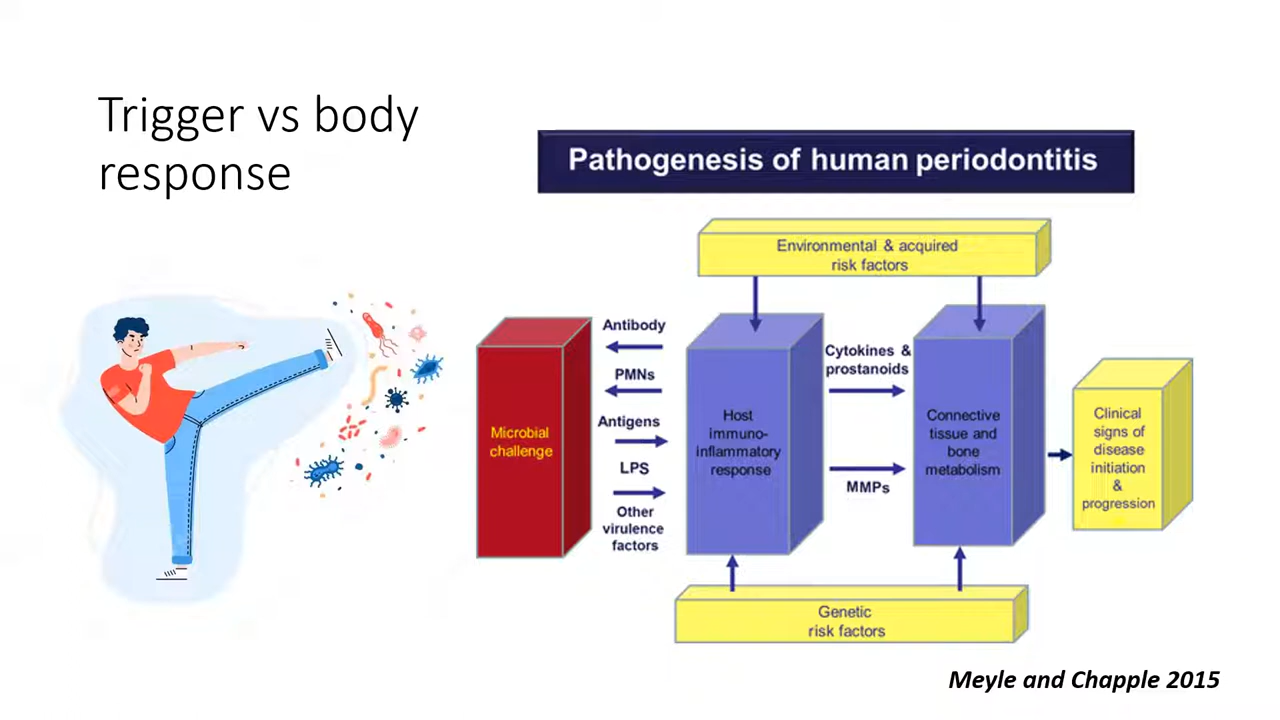 Trigger vs body
response
Pathogenesis of human periodontitis
Environmental & acquired
risk factors
Microbial
challenge
Antibody
PMNs
Antigens
LPS
Other
virulence
factors
Host
immuno-
inflammatory
response
Cytokines &
prostanoids
MMPs
Connective
tissue and
bone
metabolism
Clinical
signs of
disease
initiation
&
progression
Genetic
risk factors
Meyle and Chapple 2015